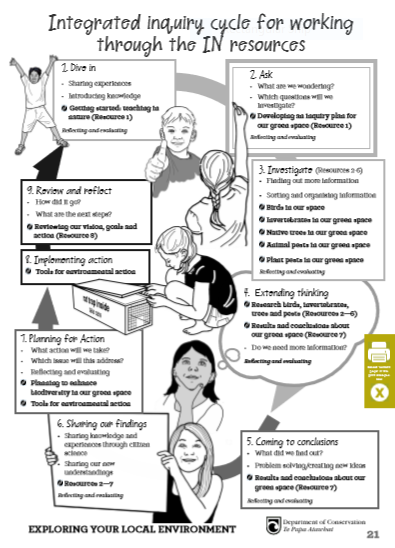 Integrated inquiry cycle for working
through the IN resources
1. Dive in
- Sharing experiences
- Introducing knowledge
Getting started: teaching in
nature (Resource 1)
Reflecting and evaluating
2. Ask
- What are we wondering?
- Which questions will we
investigate?
Developing an inquiry plan for
our green space (Resource 1)
Reflecting and evaluating
3. Investigate (Resources 2-6)
- Finding out more information
- Sorting and organising information
Birds in our space
Invertebrates in our green space
Native trees in our green space
Animal pests in our green space
Plant pests in our green space
Reflecting and evaluating
4. Extending thinking
Research birds, invertebrates,
trees and pests (Resources 2–6)
Results and conclusions about
our green space (Resource 7)
- Do we need more information?
Reflecting and evaluating
5. Coming to conclusions
- What did we find out?
- Problem solving/creating new ideas
Results and conclusions about our
green space (Resource 7)
Reflecting and evaluating
6. Sharing our findings
- Sharing knowledge and
experiences through citizen
science
- Sharing our new
understandings
Resources 2–7
Reflecting and evaluating
7. Planning for Action
- What action will we take?
- Which issue will this address?
- Reflecting and evaluating
Planning to enhance
biodiversity in our green space
Tools for environmental action
8. Implementing action
Tools for environmental action
9. Review and reflect
- How did it go?
- What are the next steps?
Reviewing our vision, goals and
action (Resource 8)
rat trap inside
X
EXPLORING YOUR LOCAL ENVIRONMENT
Department of Conservation
Te Papa Atawhai
21